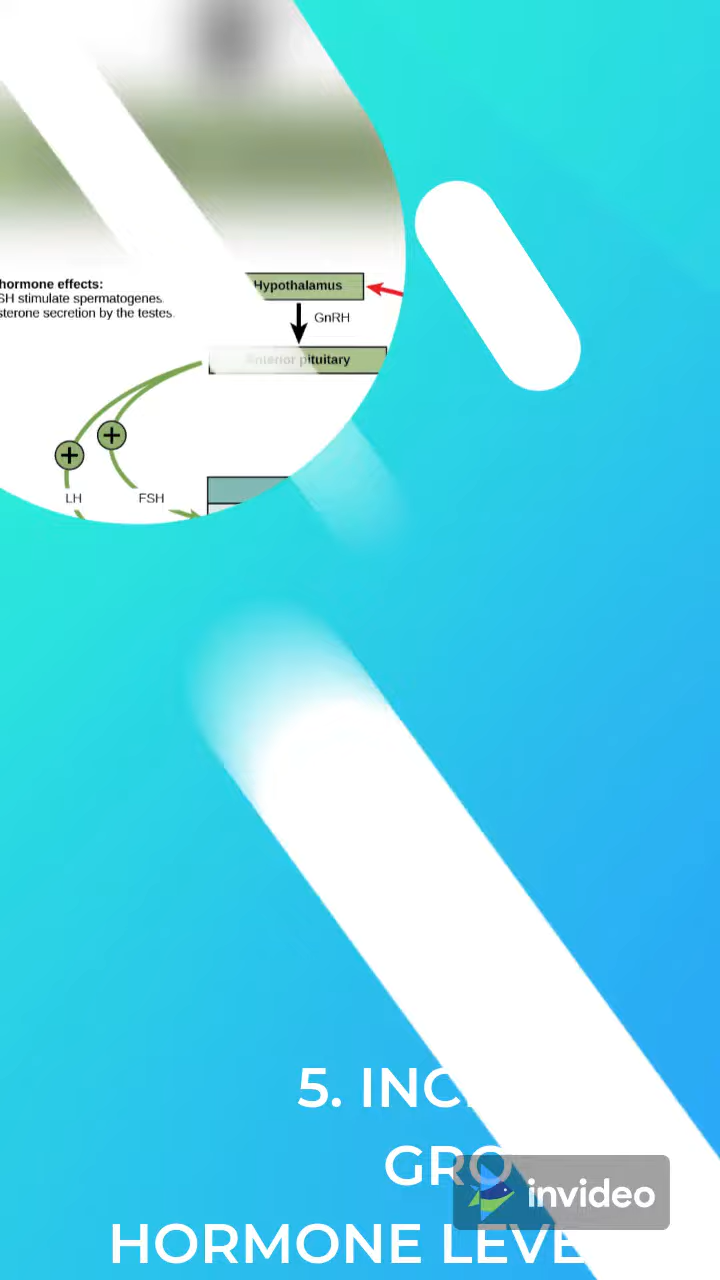 hormone effects:
SH stimulate spermatogenes
sterone secretion by the testes.
Hypothalamus
GnRH
Anterior pituitary
+
+
LH
FSH
5. INC
GRO
invideo
HORMONE LEVE